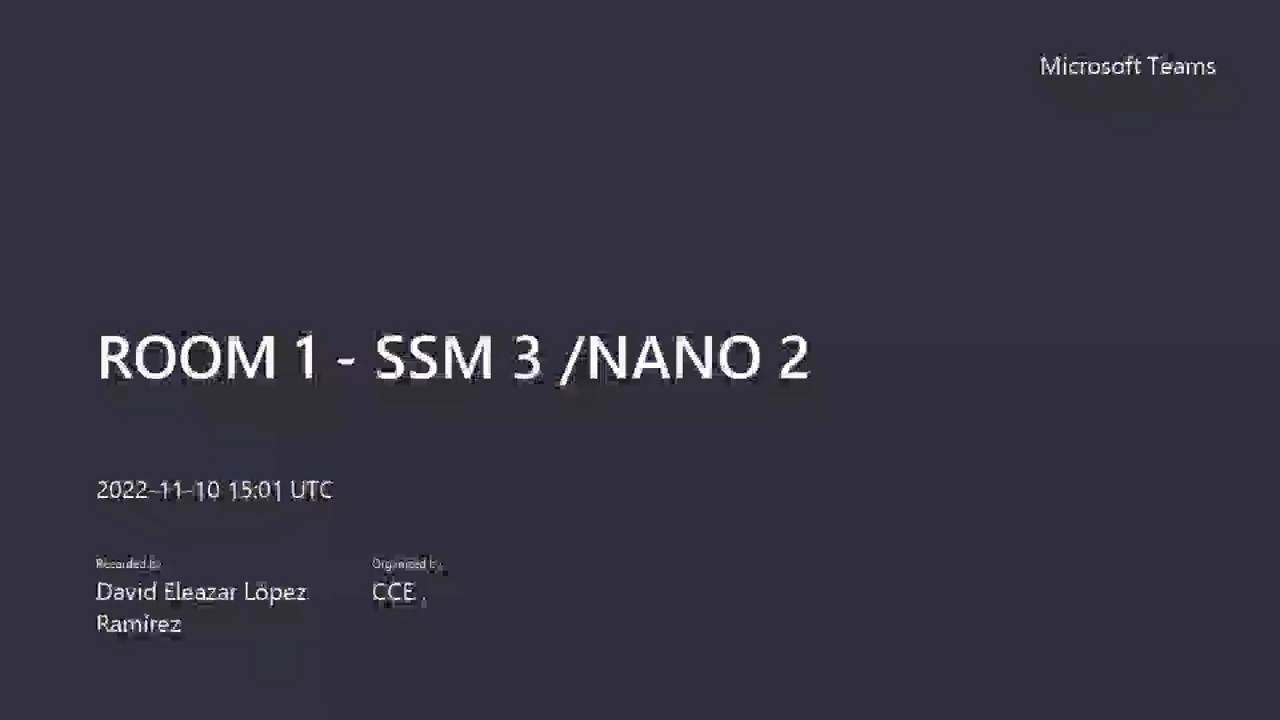 Microsoft Teams
ROOM 1 - SSM 3 /NANO 2
2022-11-10 15:01 UTC
Recorded by
Organized by
David Eleazar López
CCE .
Ramírez